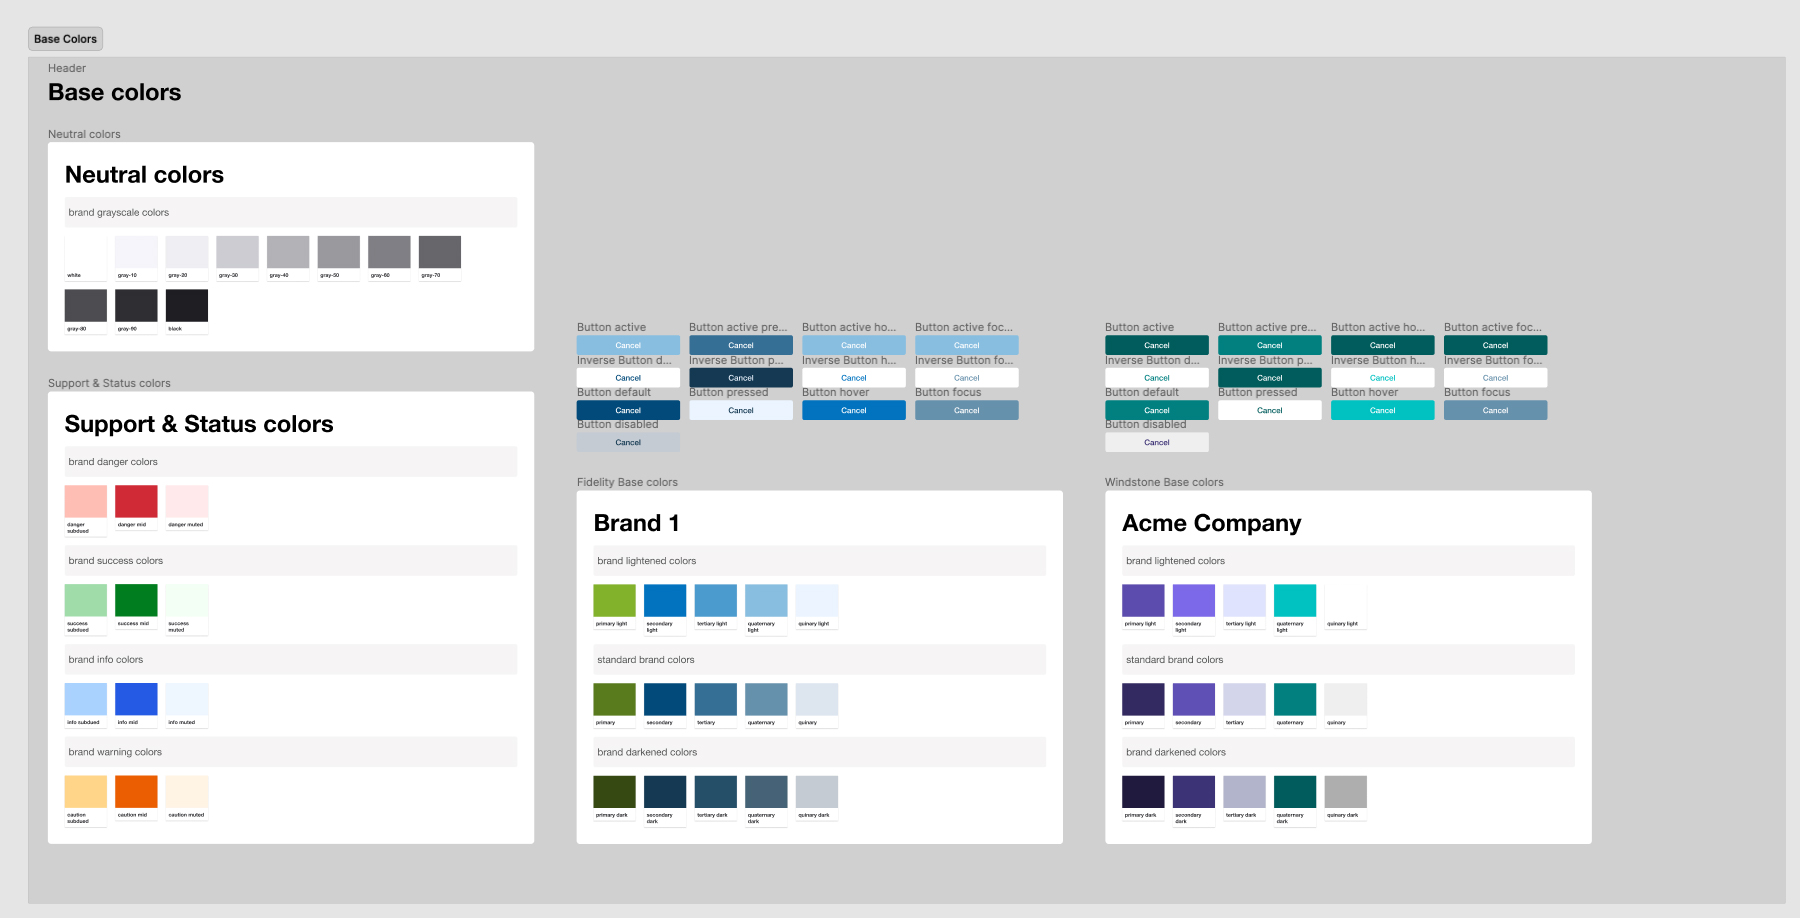 Base Colors
Header
Base colors
Neutral colors
Neutral colors
brand grayscale colors
white
gray-10
gray-20
gray-30
gray-40
gray-50
gray-60
gray-70
gray-80
gray-90
black
Support & Status colors
Support & Status colors
brand danger colors
danger
subdued
danger mid
danger muted
brand success colors
success
subdued
success mid
success
muted
brand info colors
info subdued
info mid
info muted
brand warning colors
caution
subdued
caution mid
caution muted
Button active
Button active pre...
Button active ho...
Button active foc...
Cancel
Cancel
Cancel
Cancel
Inverse Button d...
Inverse Button p...
Inverse Button h...
Inverse Button fo...
Cancel
Cancel
Cancel
Cancel
Button default
Button pressed
Button hover
Button focus
Cancel
Cancel
Cancel
Cancel
Button disabled
Cancel
Fidelity Base colors
Brand 1
brand lightened colors
primary light
secondary
light
tertiary light
quaternary
light
quinary light
standard brand colors
primary
secondary
tertiary
quaternary
quinary
brand darkened colors
primary dark
secondary
dark
tertiary dark
quaternary
dark
quinary dark
Button active
Button active pre...
Button active ho...
Button active foc...
Cancel
Cancel
Cancel
Cancel
Inverse Button d...
Inverse Button p...
Inverse Button h...
Inverse Button fo...
Cancel
Cancel
Cancel
Cancel
Button default
Button pressed
Button hover
Button focus
Cancel
Cancel
Cancel
Cancel
Button disabled
Cancel
Windstone Base colors
Acme Company
brand lightened colors
primary light
secondary
light
tertiary light
quaternary
light
quinary light
standard brand colors
primary
secondary
tertiary
quaternary
quinary
brand darkened colors
primary dark
secondary
dark
tertiary dark
quaternary
dark
quinary dark